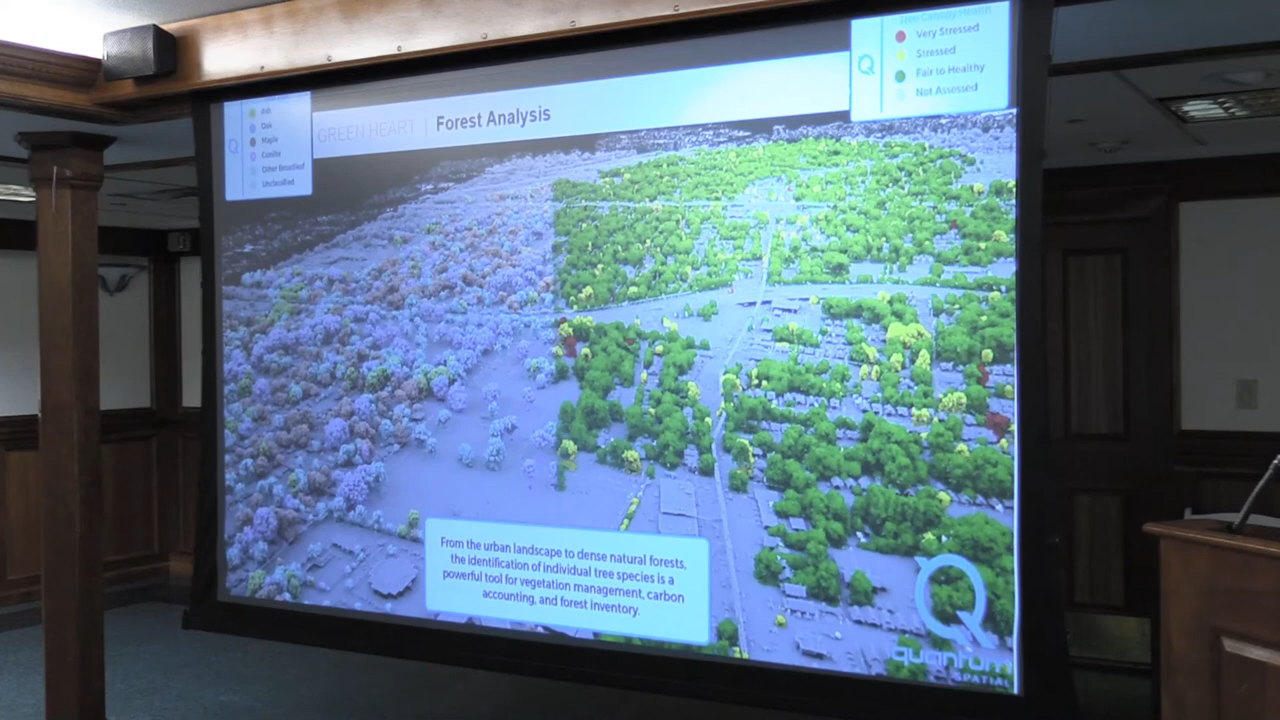 Tree Canopy Health
Very Stressed
Stressed
Fair to Healthy
Not Assessed
Ash
Oak
Maple
Conifer
Other Broadleaf
Unclassified
GREEN HEART | Forest Analysis
From the urban landscape to dense natural forests,
the identification of individual tree species is a
powerful tool for vegetation management, carbon
accounting, and forest inventory.
quantum
SPATIAL